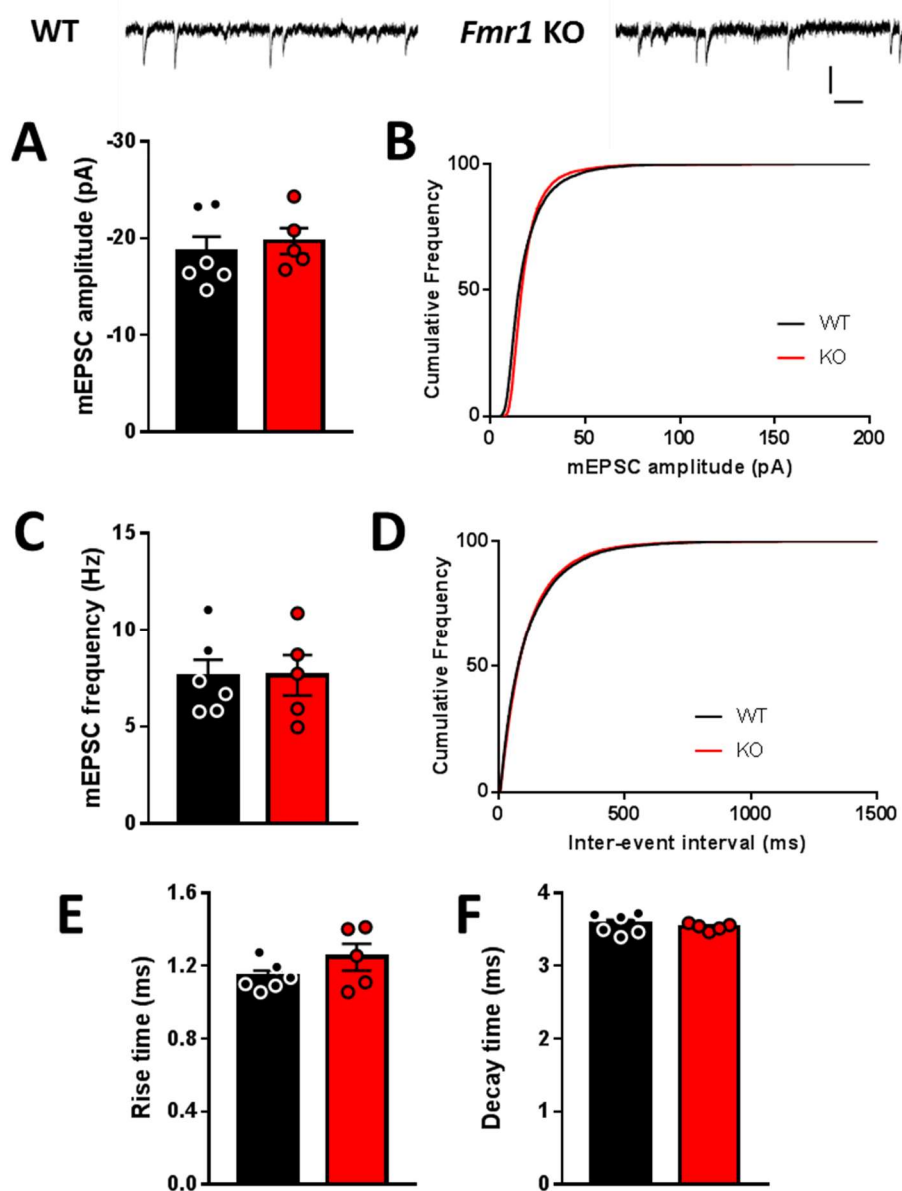 WT
Fmr1 KO
A
mEPSC amplitude (pA)
-30
-20
-10
0
B
Cumulative Frequency
100
50
0
0 50 100 150 200
mEPSC amplitude (pA)
WT
KO
C
mEPSC frequency (Hz)
15
10
5
0
D
Cumulative Frequency
100
50
0
0 500 1000 1500
Inter-event interval (ms)
WT
KO
E
Rise time (ms)
1.6
1.2
0.8
0.4
0.0
F
Decay time (ms)
4
3
2
1
0